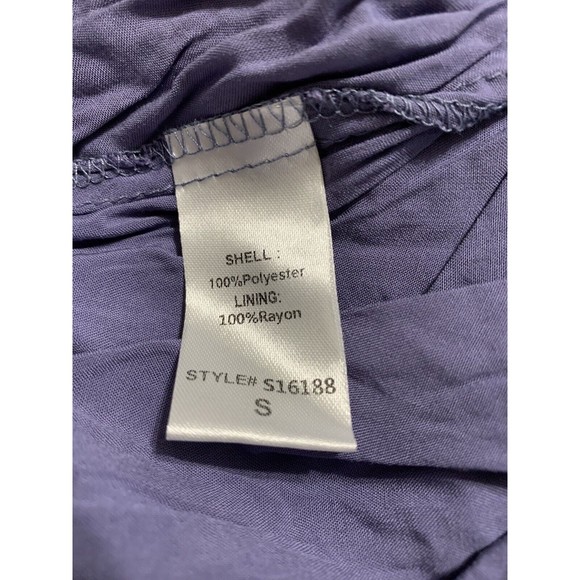 SHELL :
100%Polyester
LINING:
100%Rayon
STYLE# S16188
S